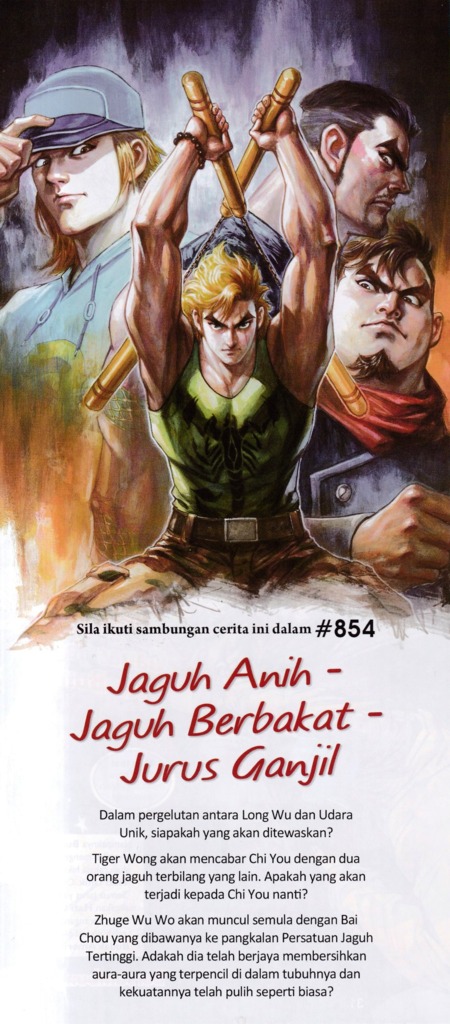 Sila ikuti sambungan cerita ini dalam #854
Jaguh Anih -
Jaguh Berbakat -
Jurus Ganjil
Dalam pergelutan antara Long Wu dan Udara
Unik, siapakah yang akan ditewaskan?
Tiger Wong akan mencabar Chi You dengan dua
orang jaguh terbilang yang lain. Apakah yang akan
terjadi kepada Chi You nanti?
Zhuge Wu Wo akan muncul semula dengan Bai
Chou yang dibawanya ke pangkalan Persatuan Jaguh
Tertinggi. Adakah dia telah berjaya membersihkan
aura-aura yang terpencil di dalam tubuhnya dan
kekuatannya telah pulih seperti biasa?